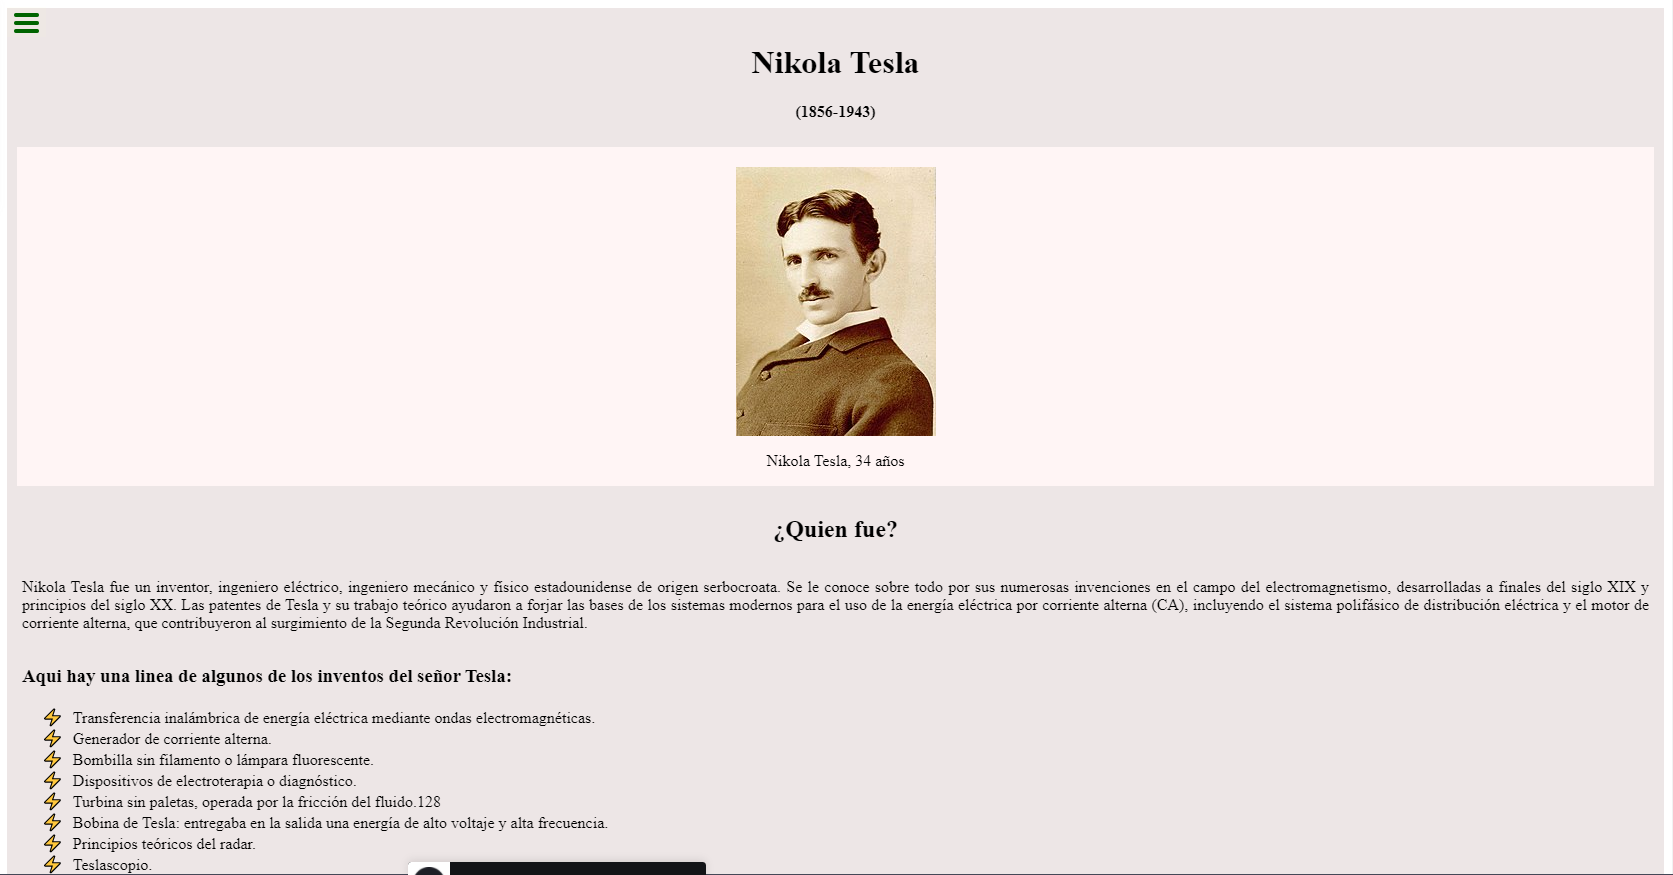 Nikola Tesla
(1856-1943)
Nikola Tesla, 34 años
¿Quien fue?
Nikola Tesla fue un inventor, ingeniero eléctrico, ingeniero mecánico y físico estadounidense de origen serbocroata. Se le conoce sobre todo por sus numerosas invenciones en el campo del electromagnetismo, desarrolladas a finales del siglo XIX y
principios del siglo XX. Las patentes de Tesla y su trabajo teórico ayudaron a forjar las bases de los sistemas modernos para el uso de la energía eléctrica por corriente alterna (CA), incluyendo el sistema polifásico de distribución eléctrica y el motor de
corriente alterna, que contribuyeron al surgimiento de la Segunda Revolución Industrial.
Aqui hay una linea de algunos de los inventos del señor Tesla:
Transferencia inalámbrica de energía eléctrica mediante ondas electromagnéticas.
Generador de corriente alterna.
Bombilla sin filamento o lámpara fluorescente.
Dispositivos de electroterapia o diagnóstico.
Turbina sin paletas, operada por la fricción del fluido.128
Bobina de Tesla: entregaba en la salida una energía de alto voltaje y alta frecuencia.
Principios teóricos del radar.
Teslascopio.